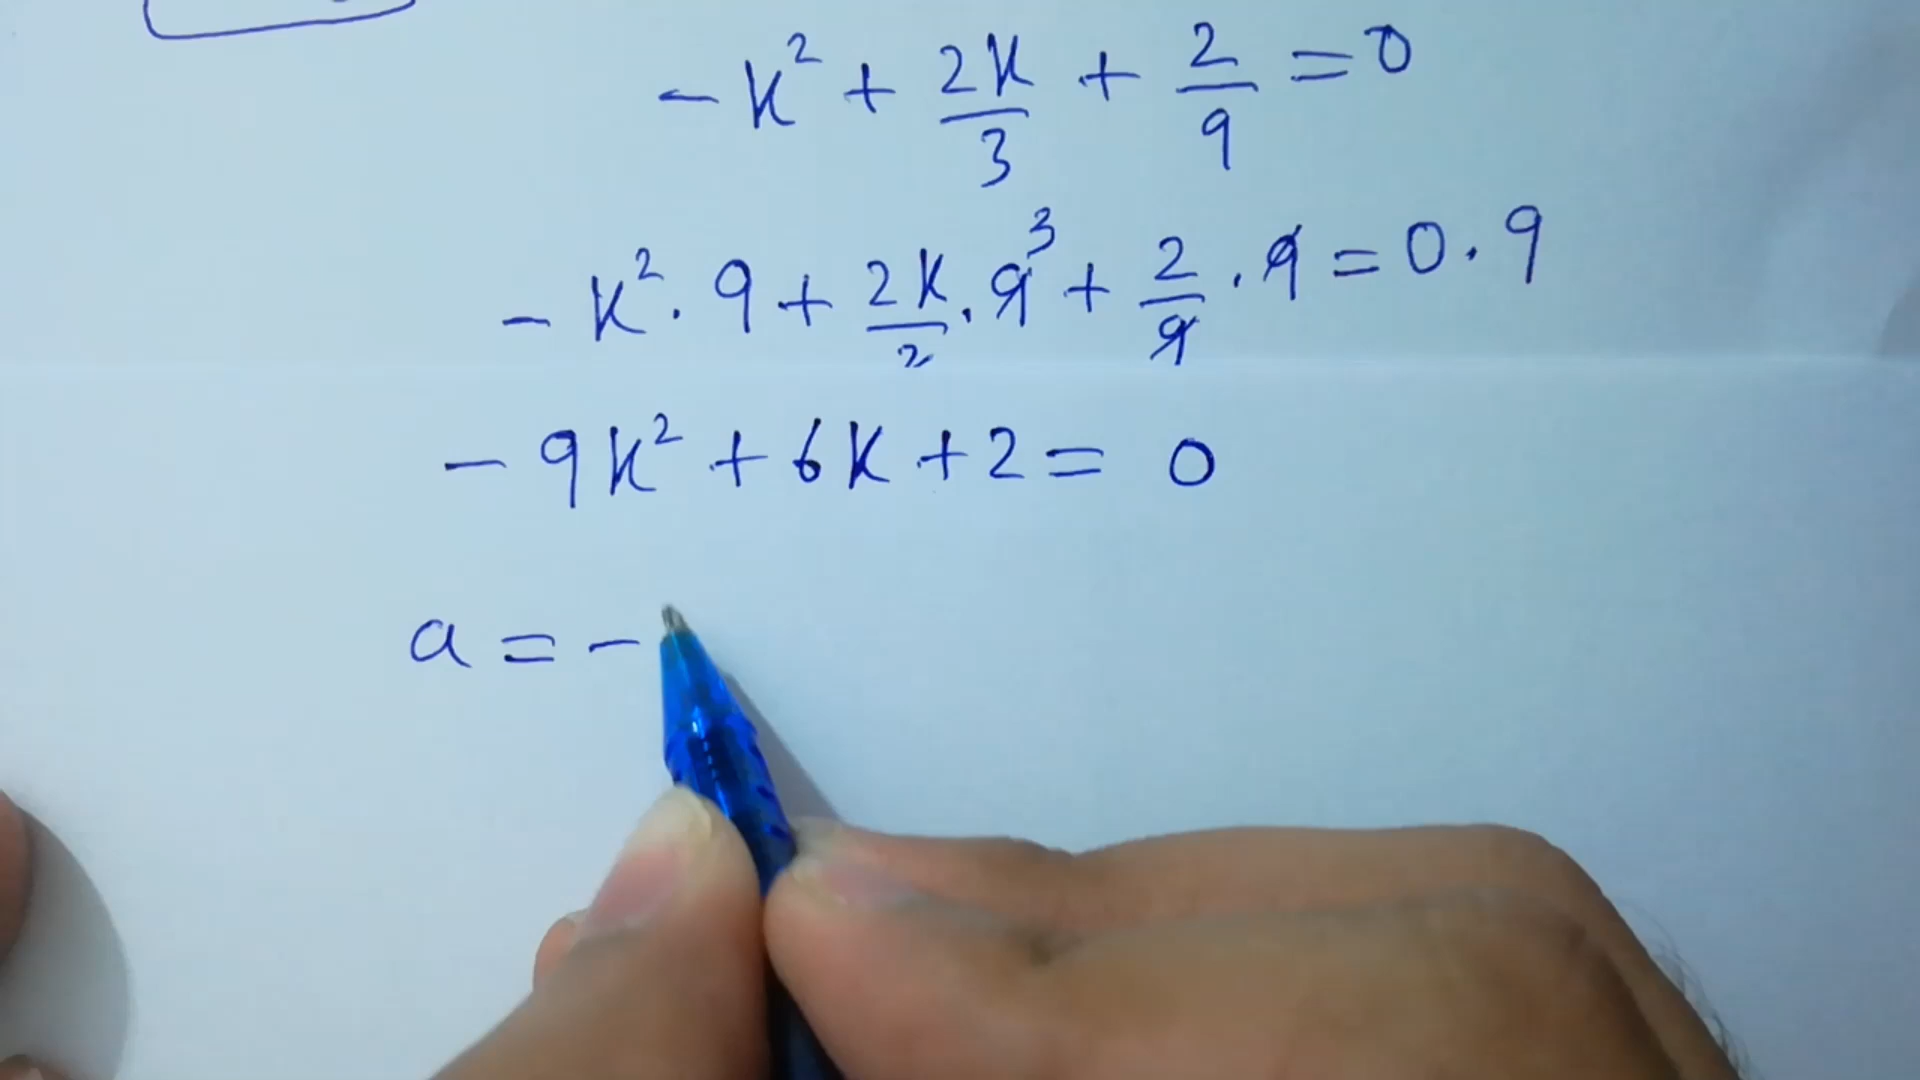 -K² + 2K/3 + 2/9 = 0
-K² · 9 + 2K/3 · 9³ + 2/9 · 9 = 0 · 9
-9K² + 6K + 2 = 0
a = -